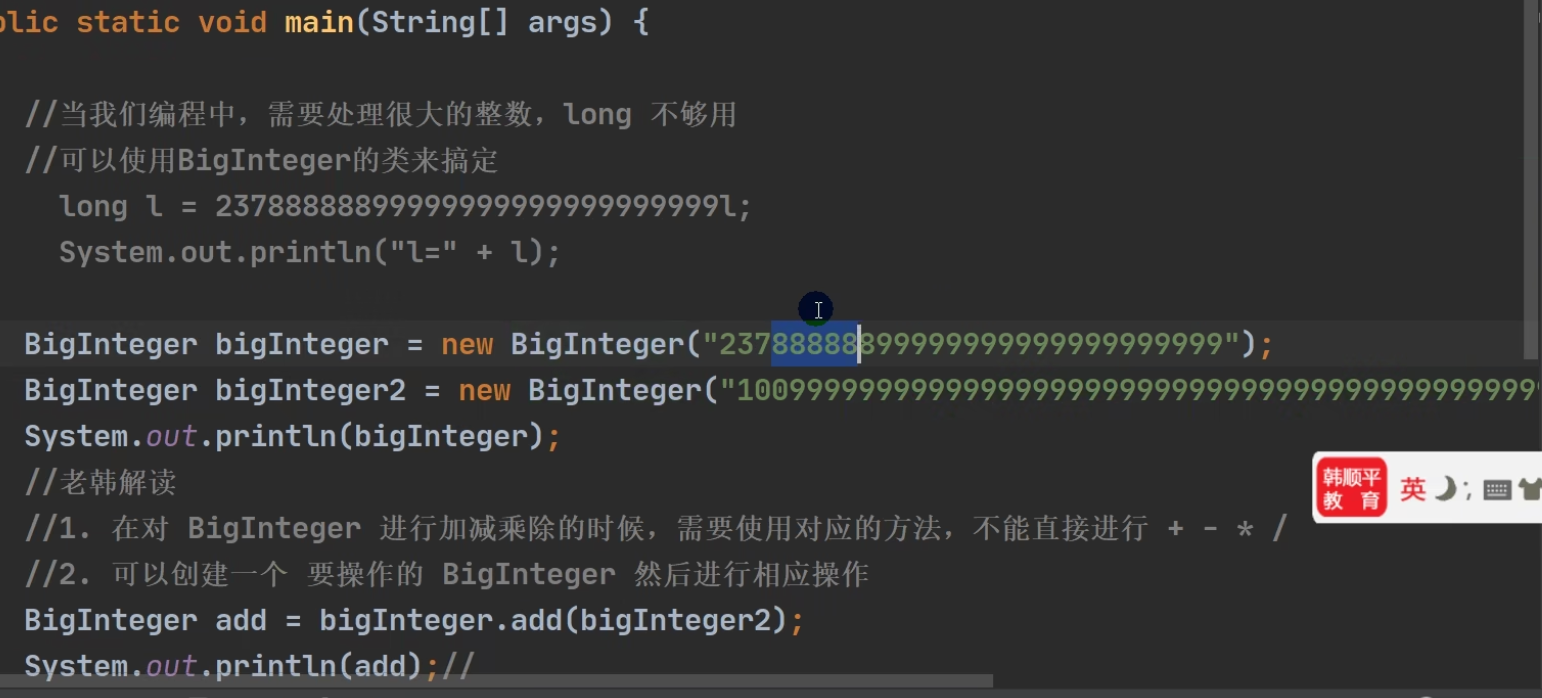 blic static void main(String[] args) {
//当我们编程中，需要处理很大的整数，long 不够用
//可以使用BigInteger的类来搞定
long l = 23788888899999999999999999999l;
System.out.println("l=" + l);
BigInteger bigInteger = new BigInteger("23788888899999999999999999999");
BigInteger bigInteger2 = new BigInteger("1009999999999999999999999999999999999999999999
System.out.println(bigInteger);
//老韩解读
//1. 在对 BigInteger 进行加减乘除的时候，需要使用对应的方法，不能直接进行 + - * /
//2. 可以创建一个 要操作的 BigInteger 然后进行相应操作
BigInteger add = bigInteger.add(bigInteger2);
System.out.println(add);//
韩顺平
教 育
英